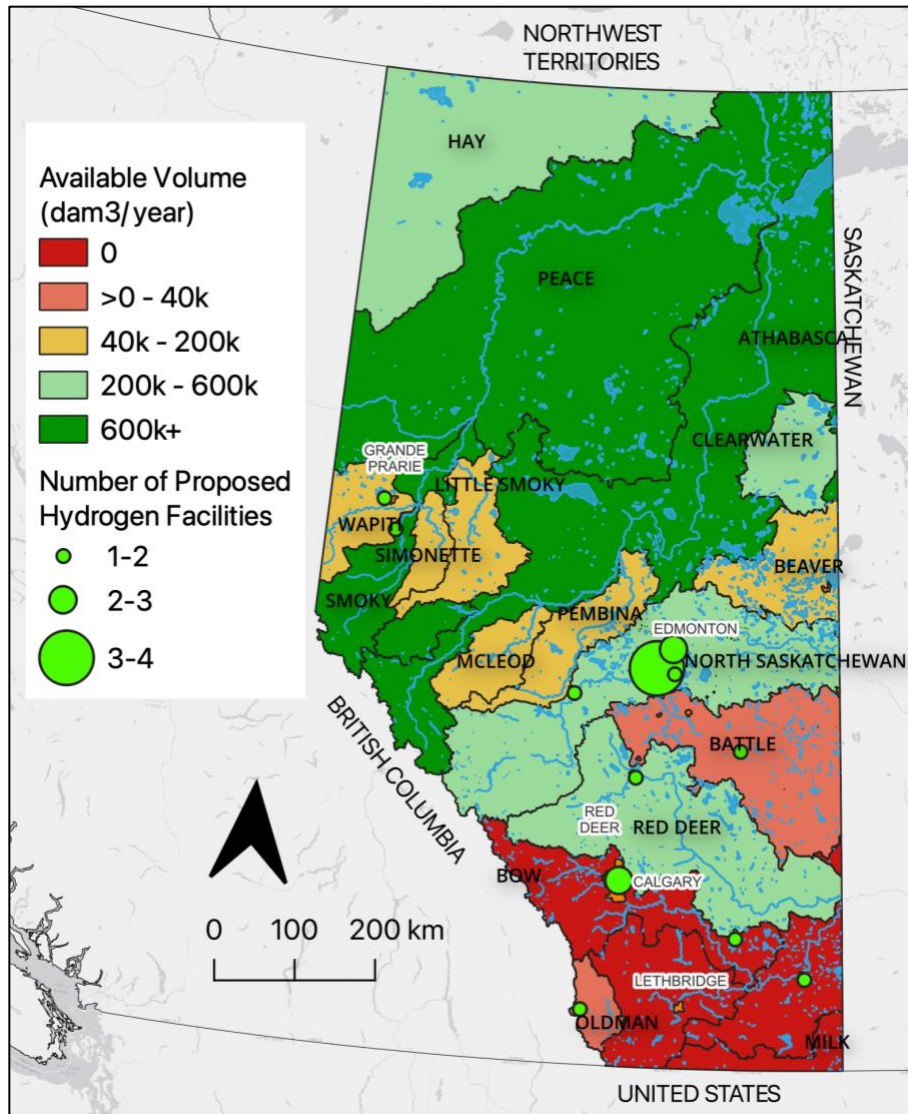 NORTHWEST
TERRITORIES
HAY
Available Volume
(dam3/year)
0
>0 - 40k
40k - 200k
200k - 600k
600k+
Number of Proposed
Hydrogen Facilities
1-2
2-3
3-4
PEACE
SASKATCHEWAN
ATHABASCA
CLEARWATER
GRANDE
PRARIE
LITTLE SMOKY
WAPITI
SIMONETTE
BEAVER
SMOKY
PEMBINA
EDMONTON
MCLEOD
NORTH SASKATCHEWAN
BRITISH COLUMBIA
BATTLE
RED
DEER
RED DEER
BOW
CALGARY
0 100 200 km
LETHBRIDGE
OLDMAN
MILK
UNITED STATES